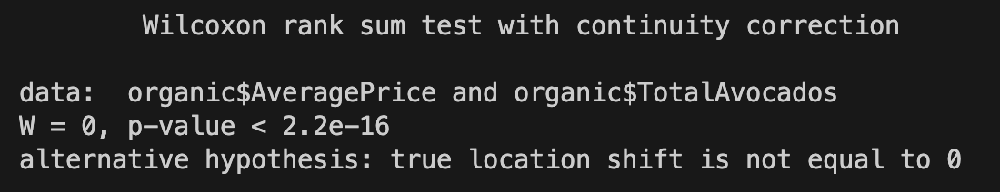 Wilcoxon rank sum test with continuity correction
data:  organic$AveragePrice and organic$TotalAvocados
W = 0, p-value < 2.2e-16
alternative hypothesis: true location shift is not equal to 0